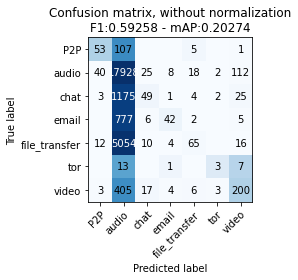 Confusion matrix, without normalization
F1:0.59258 - mAP:0.20274
True label
P2P 53 107 5 1
audio 40 17928 25 8 18 2 112
chat 3 1175 49 1 4 2 25
email 777 6 42 2 5
file_transfer 12 5054 10 4 65 16
tor 13 1 3 7
video 3 405 17 4 6 3 200
P2P audio chat email file_transfer tor video
Predicted label